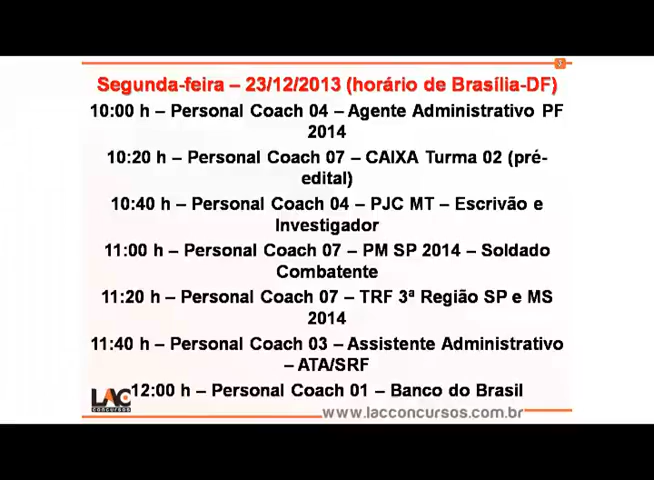 7
Segunda-feira – 23/12/2013 (horário de Brasília-DF)
10:00 h – Personal Coach 04 – Agente Administrativo PF
2014
10:20 h – Personal Coach 07 – CAIXA Turma 02 (pré-
edital)
10:40 h – Personal Coach 04 – PJC MT – Escrivão e
Investigador
11:00 h – Personal Coach 07 – PM SP 2014 – Soldado
Combatente
11:20 h – Personal Coach 07 – TRF 3ª Região SP e MS
2014
11:40 h – Personal Coach 03 – Assistente Administrativo
– ATA/SRF
12:00 h – Personal Coach 01 – Banco do Brasil
LAC
concursos
www.lacconcursos.com.br